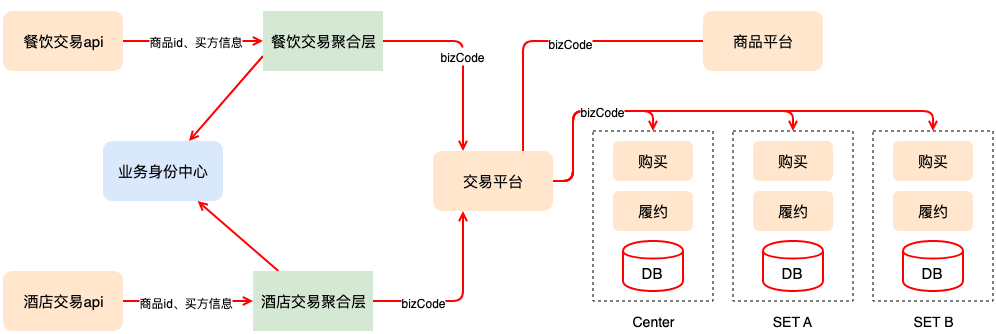 餐饮交易api
商品id、买方信息
餐饮交易聚合层
bizCode
bizCode
商品平台
bizCode
业务身份中心
交易平台
购买
购买
购买
履约
履约
履约
DB
DB
DB
酒店交易api
商品id、买方信息
酒店交易聚合层
bizCode
Center
SET A
SET B